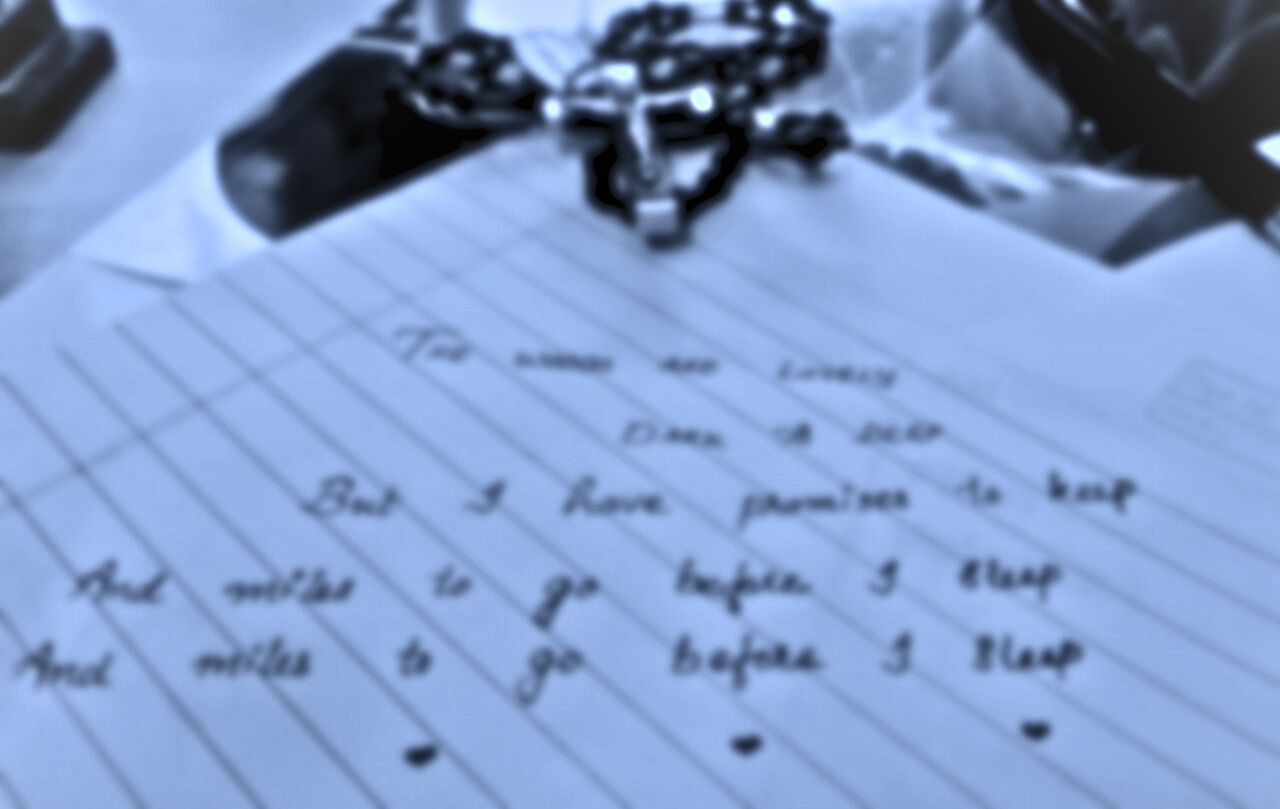 The woods are Lovely
Dark & Deep
But I have promises to keep
And miles to go before I sleep
And miles to go before I sleep